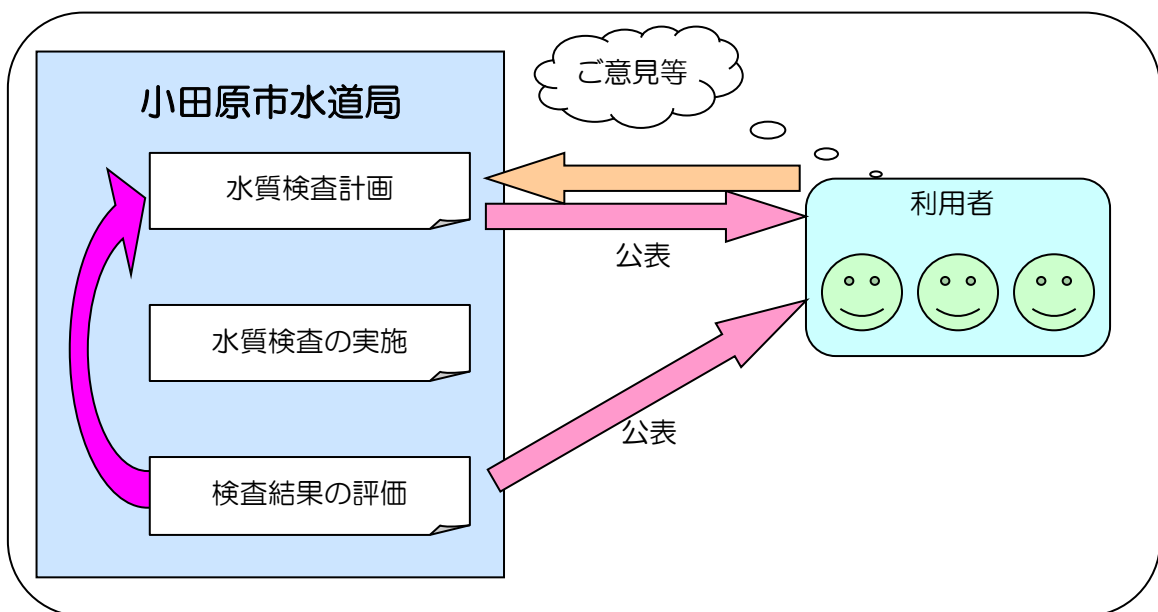 ご意見等
小田原市水道局
水質検査計画
利用者
公表
水質検査の実施
公表
検査結果の評価